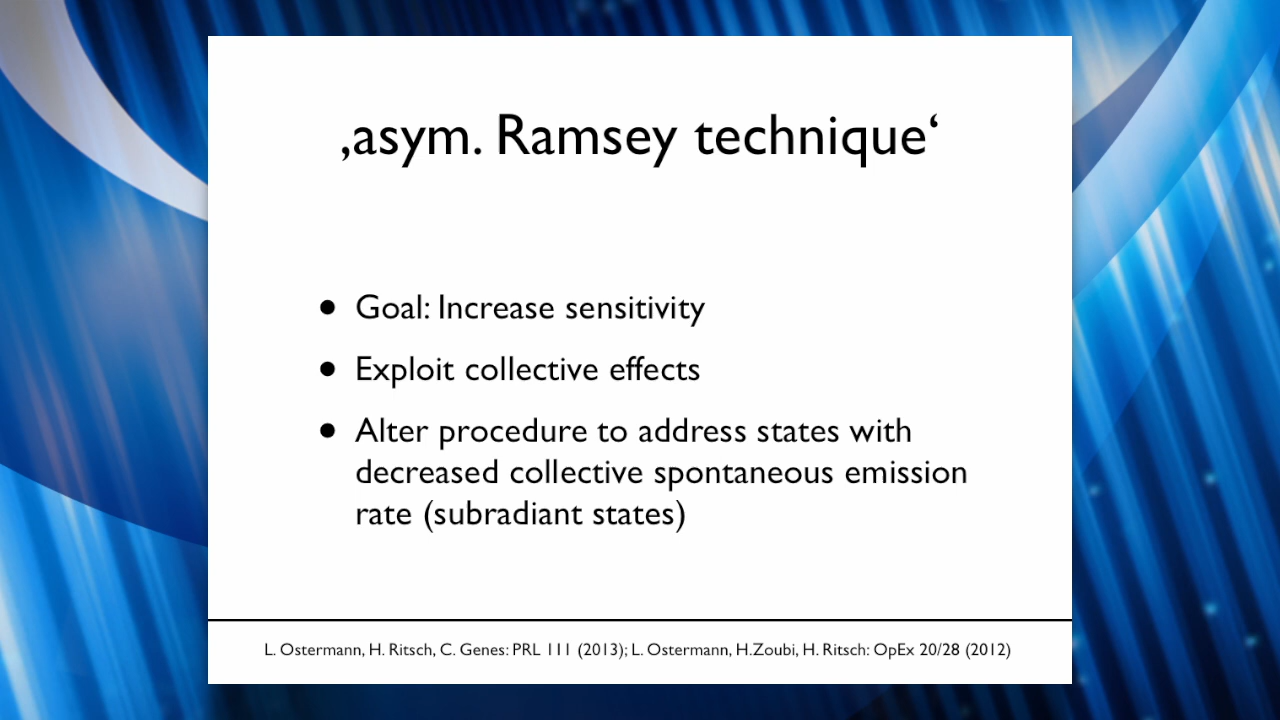 ‚asym. Ramsey technique‘
• Goal: Increase sensitivity
• Exploit collective effects
• Alter procedure to address states with
decreased collective spontaneous emission
rate (subradiant states)
L. Ostermann, H. Ritsch, C. Genes: PRL 111 (2013); L. Ostermann, H.Zoubi, H. Ritsch: OpEx 20/28 (2012)